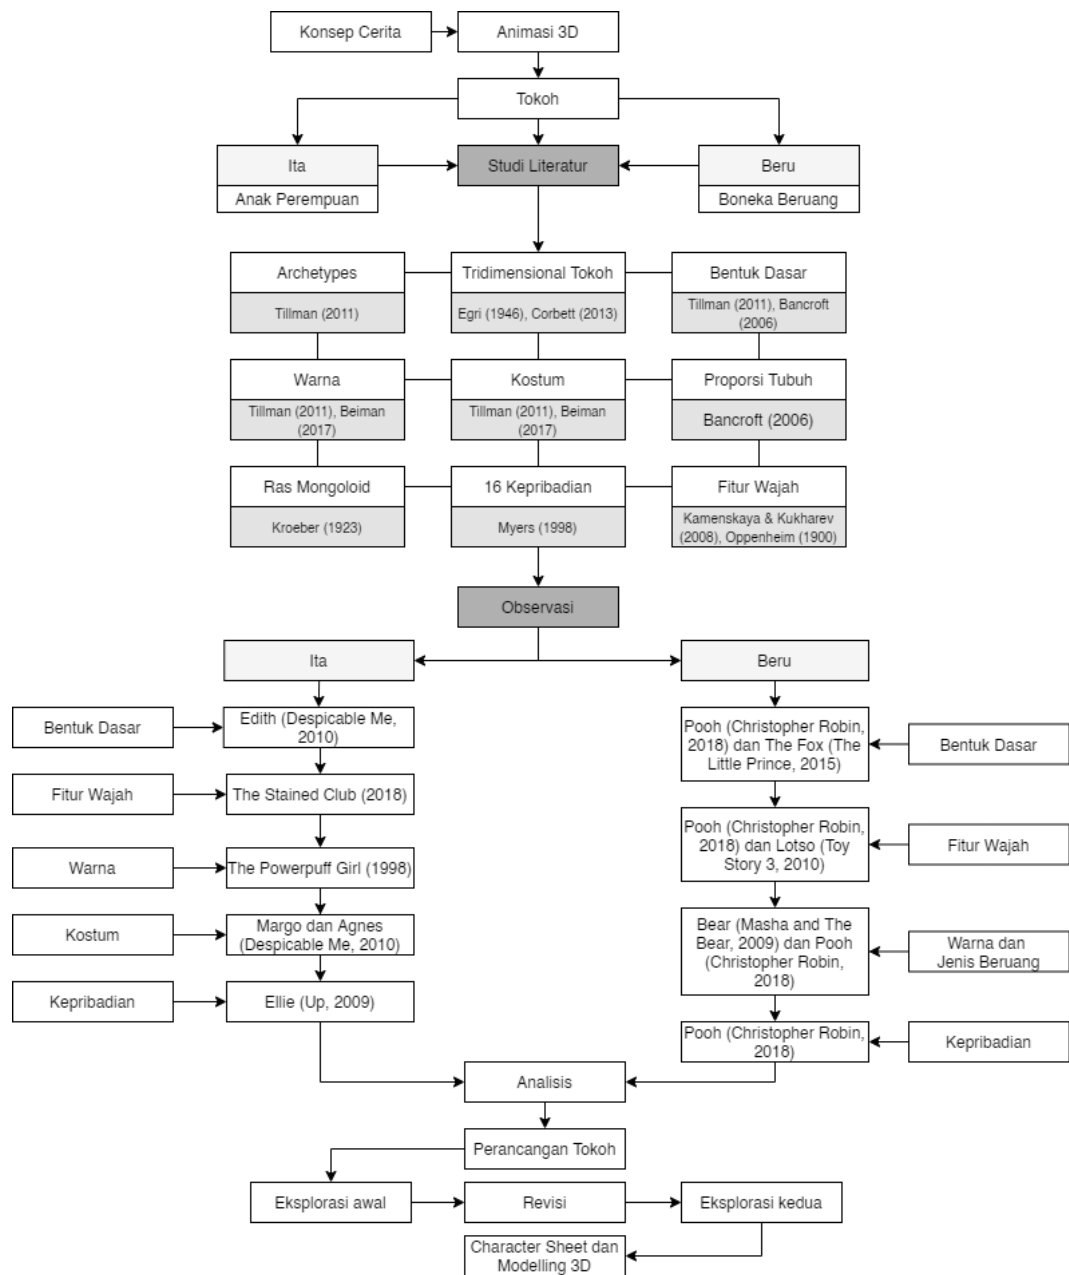 Konsep Cerita
Animasi 3D
Tokoh
Ita
Anak Perempuan
Studi Literatur
Beru
Boneka Beruang
Archetypes
Tillman (2011)
Tridimensional Tokoh
Egri (1946), Corbett (2013)
Bentuk Dasar
Tillman (2011), Bancroft
(2006)
Warna
Tillman (2011), Beiman
(2017)
Kostum
Tillman (2011), Beiman
(2017)
Proporsi Tubuh
Bancroft (2006)
Ras Mongoloid
Kroeber (1923)
16 Kepribadian
Myers (1998)
Fitur Wajah
Kamenskaya & Kukharev
(2008), Oppenheim (1900)
Observasi
Ita
Beru
Bentuk Dasar
Edith (Despicable Me,
2010)
Pooh (Christopher Robin,
2018) dan The Fox (The
Little Prince, 2015)
Bentuk Dasar
Fitur Wajah
The Stained Club (2018)
Pooh (Christopher Robin,
2018) dan Lotso (Toy
Story 3, 2010)
Fitur Wajah
Warna
The Powerpuff Girl (1998)
Kostum
Margo dan Agnes
(Despicable Me, 2010)
Bear (Masha and The
Bear, 2009) dan Pooh
(Christopher Robin,
2018)
Warna dan
Jenis Beruang
Kepribadian
Ellie (Up, 2009)
Pooh (Christopher Robin,
2018)
Kepribadian
Analisis
Perancangan Tokoh
Eksplorasi awal
Revisi
Eksplorasi kedua
Character Sheet dan
Modelling 3D